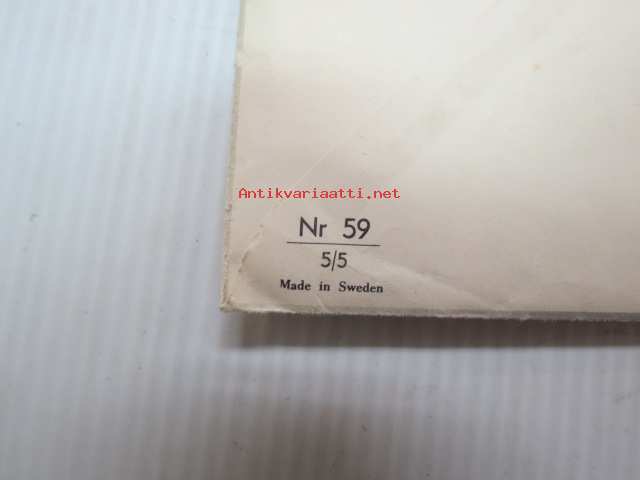 Antikvariaatti.net
Nr 59
5/5
Made in Sweden